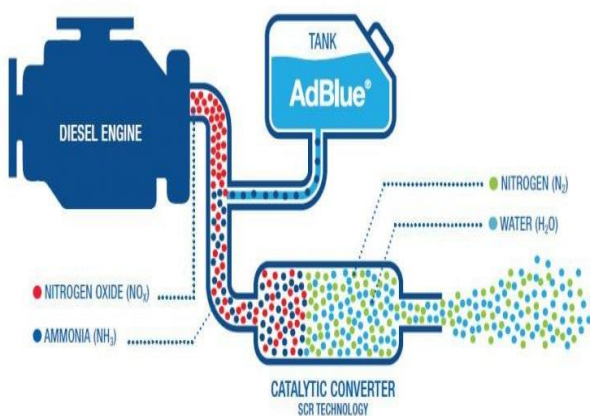 TANK
AdBlue®
DIESEL ENGINE
NITROGEN (N₂)
WATER (H₂O)
NITROGEN OXIDE (NOₓ)
AMMONIA (NH₃)
CATALYTIC CONVERTER
SCR TECHNOLOGY